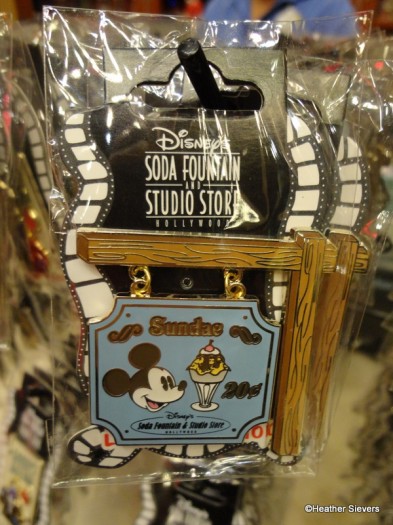 Disney's
SODA FOUNTAIN
AND
STUDIO STORE
HOLLYWOOD
Sundae
20¢
Disney's
Soda Fountain & Studio Store
HOLLYWOOD
©Heather Sievers